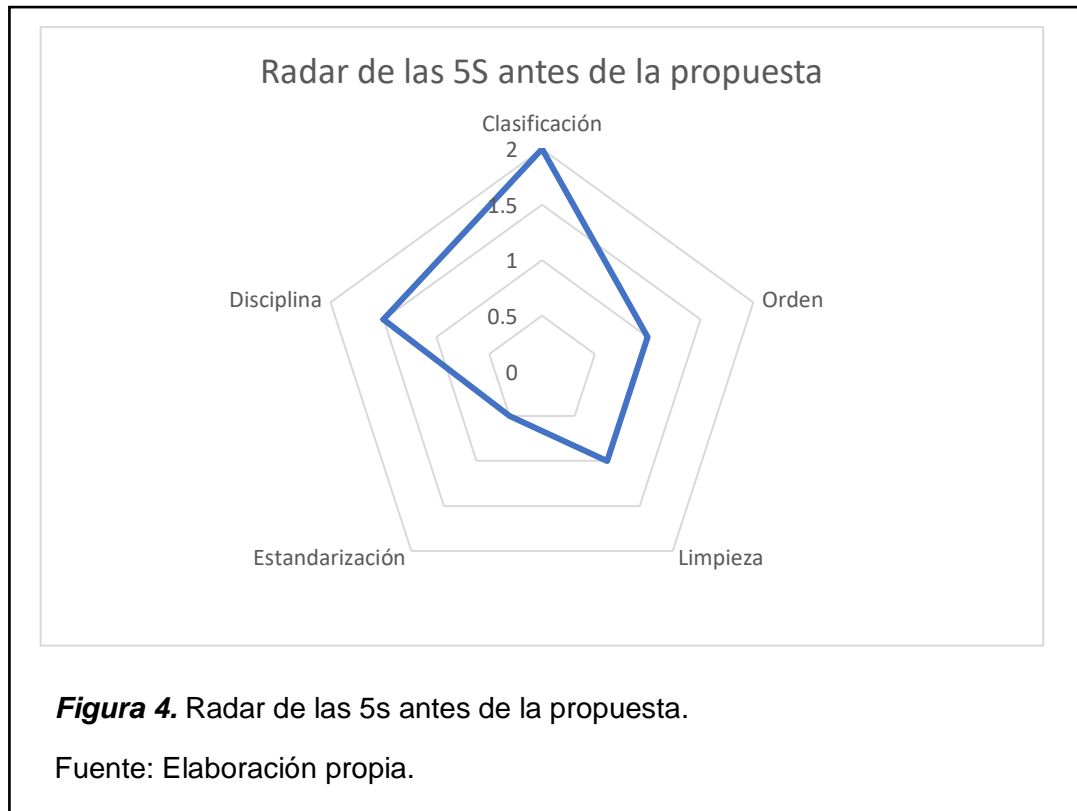 Radar de las 5S antes de la propuesta
Clasificación
2
1.5
1
0.5
0
Orden
Limpieza
Estandarización
Disciplina
Figura 4. Radar de las 5s antes de la propuesta.
Fuente: Elaboración propia.